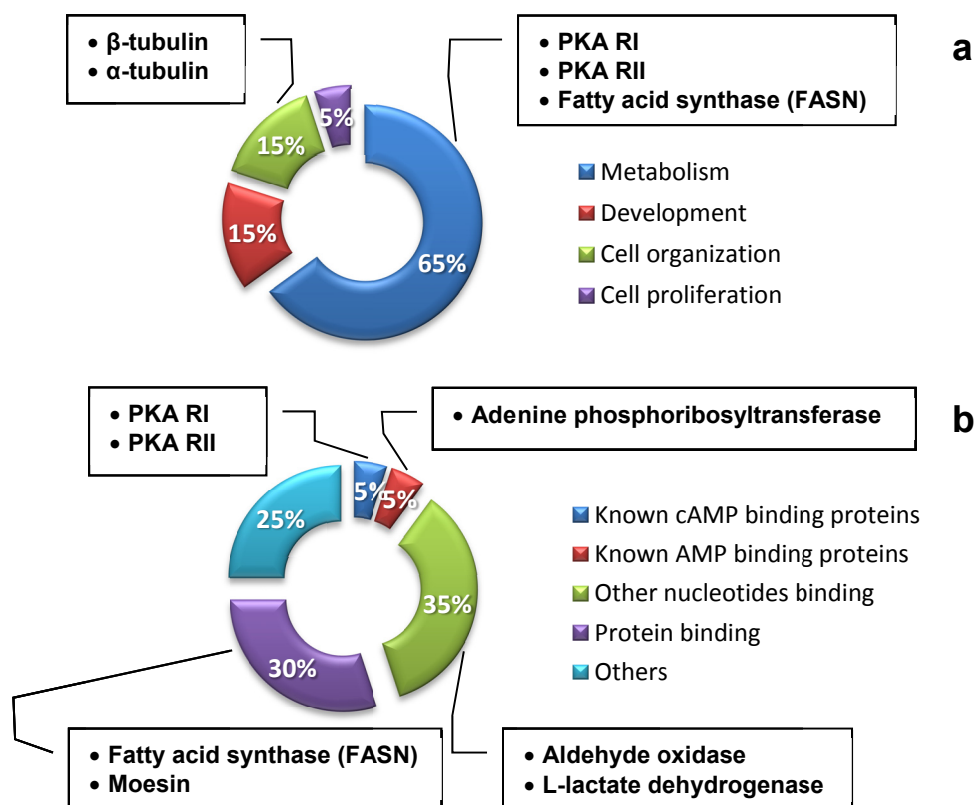 • β-tubulin
• α-tubulin
• PKA RI
• PKA RII
• Fatty acid synthase (FASN)
a
5%
15%
15%
65%
Metabolism
Development
Cell organization
Cell proliferation
• PKA RI
• PKA RII
• Adenine phosphoribosyltransferase
b
5%
5%
25%
35%
30%
Known cAMP binding proteins
Known AMP binding proteins
Other nucleotides binding
Protein binding
Others
• Fatty acid synthase (FASN)
• Moesin
• Aldehyde oxidase
• L-lactate dehydrogenase